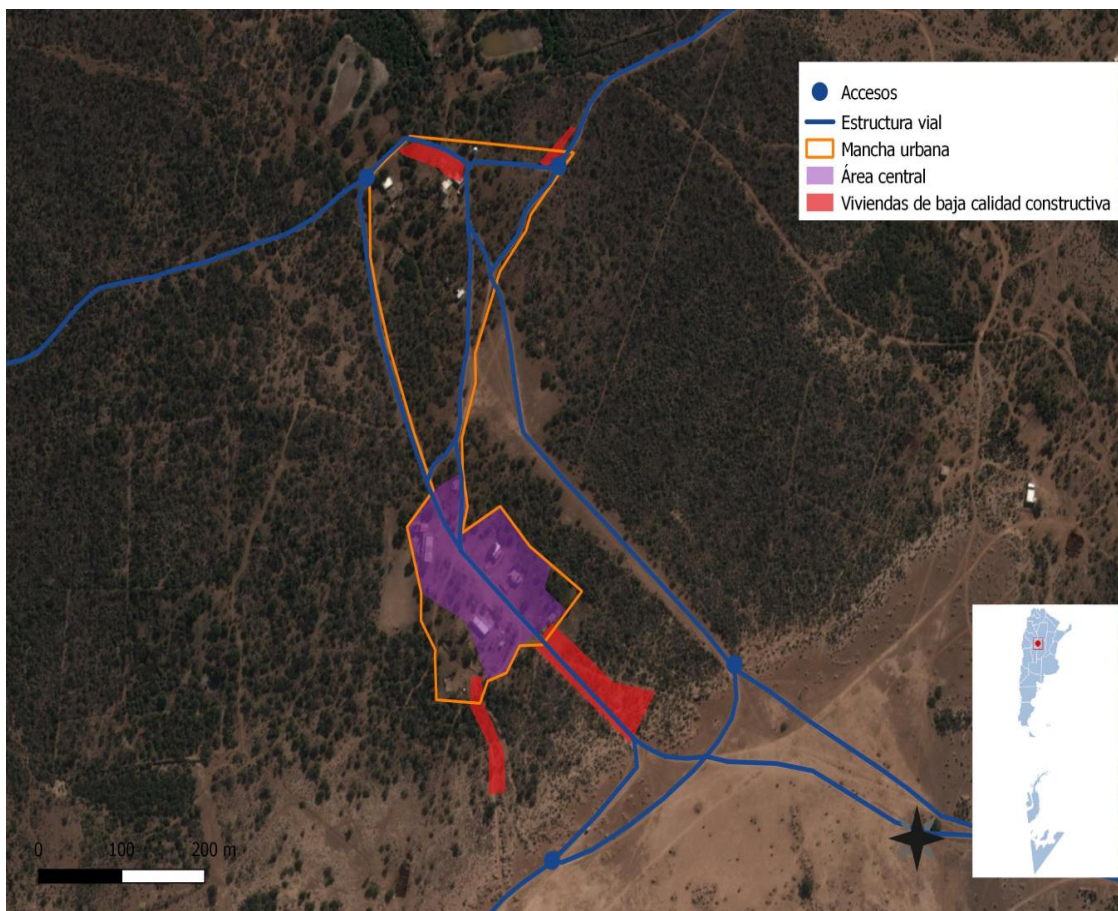 Accesos
Estructura vial
Mancha urbana
Área central
Viviendas de baja calidad constructiva
0 100 200 m